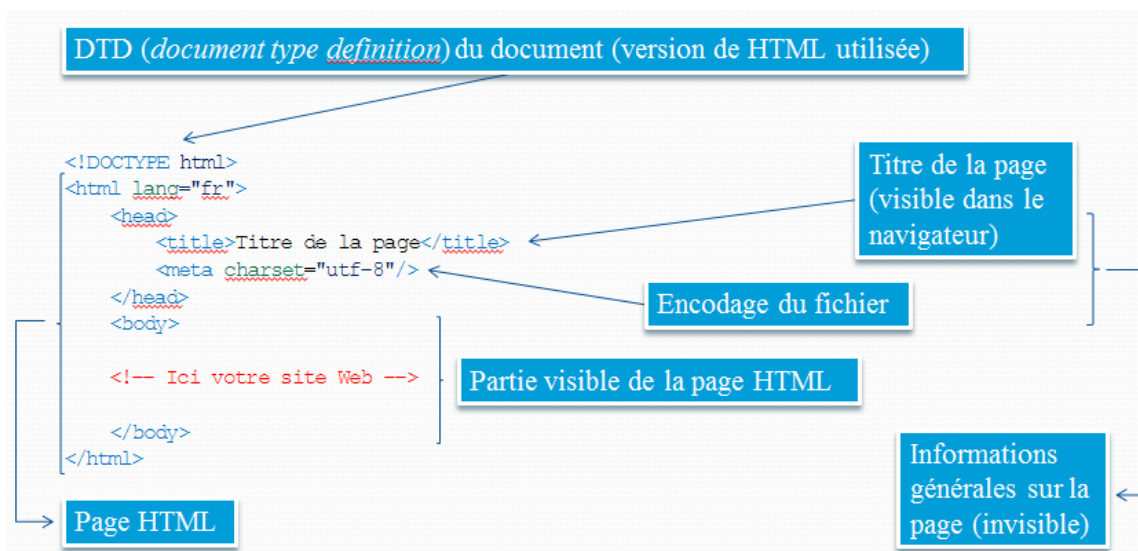 DTD (document type definition) du document (version de HTML utilisée)
<!DOCTYPE html>
<html lang="fr">
<head>
<title>Titre de la page</title>
<meta charset="utf-8"/>
</head>
<body>
<!-- Ici votre site Web -->
</body>
</html>
Titre de la page
(visible dans le
navigateur)
Encodage du fichier
Partie visible de la page HTML
Page HTML
Informations
générales sur la
page (invisible)